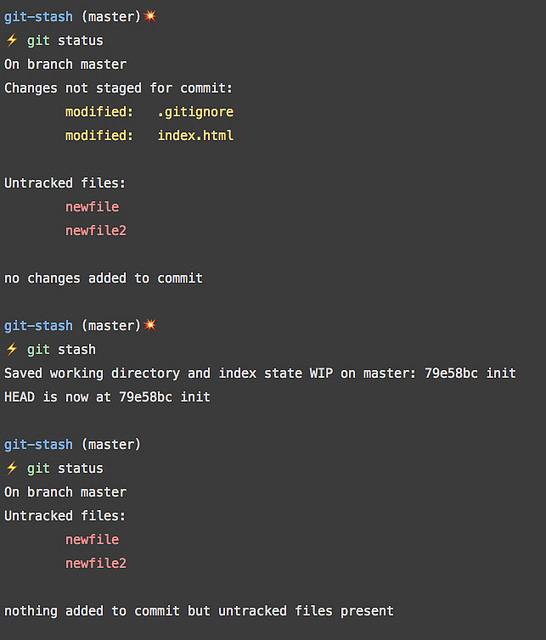 git-stash (master)💥
⚡ git status
On branch master
Changes not staged for commit:
modified: .gitignore
modified: index.html
Untracked files:
newfile
newfile2
no changes added to commit
git-stash (master)💥
⚡ git stash
Saved working directory and index state WIP on master: 79e58bc init
HEAD is now at 79e58bc init
git-stash (master)
⚡ git status
On branch master
Untracked files:
newfile
newfile2
nothing added to commit but untracked files present